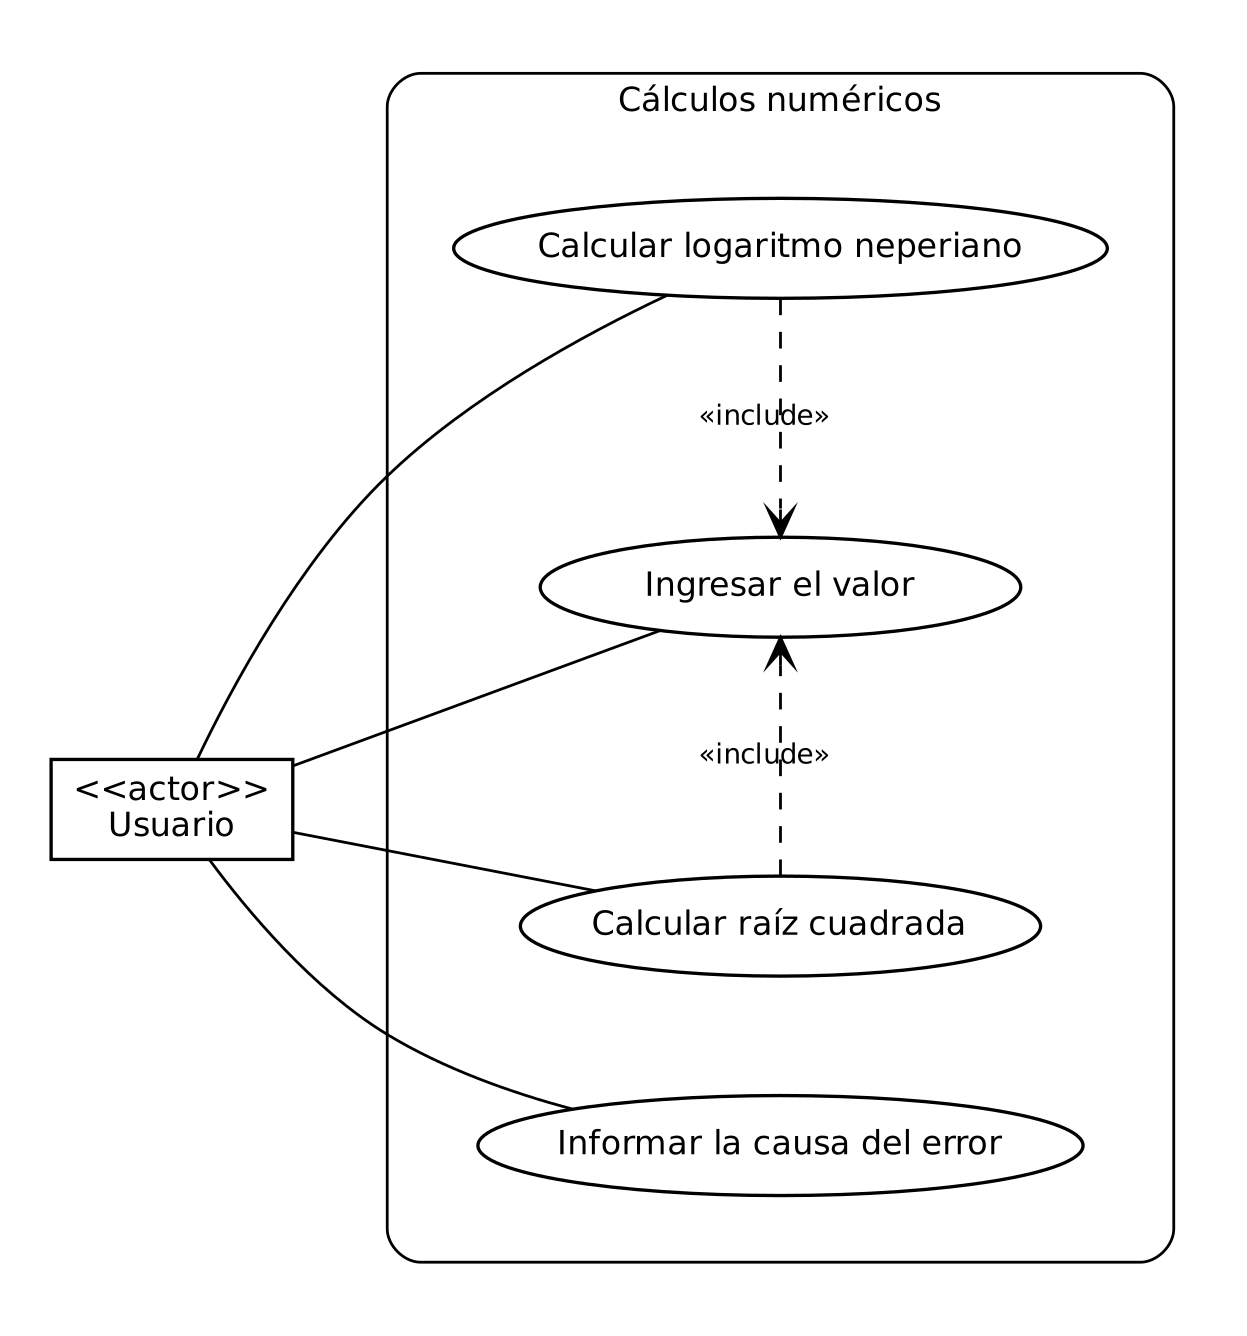 Cálculos numéricos
Calcular logaritmo neperiano
«include»
Ingresar el valor
«include»
<<actor>>
Usuario
Calcular raíz cuadrada
Informar la causa del error